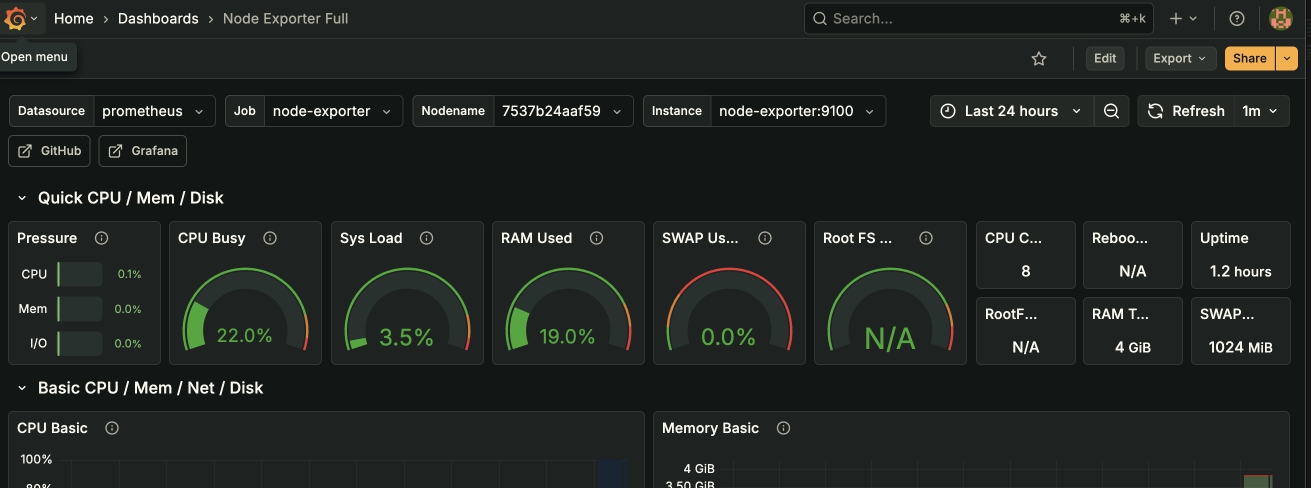 Home › Dashboards › Node Exporter Full
Search... ⌘+k
Open menu
Edit Export Share
Datasource prometheus Job node-exporter Nodename 7537b24aaf59 Instance node-exporter:9100 Last 24 hours Refresh 1m
GitHub Grafana
Quick CPU / Mem / Disk
Pressure CPU Busy Sys Load RAM Used SWAP Us... Root FS ... CPU C... Reboo... Uptime
CPU 0.1%
Mem 0.0%
I/O 0.0%
22.0% 3.5% 19.0% 0.0% N/A
8 N/A 1.2 hours
RootF... RAM T... SWAP...
N/A 4 GiB 1024 MiB
Basic CPU / Mem / Net / Disk
CPU Basic Memory Basic
100% 4 GiB
80% 3.50 GiB